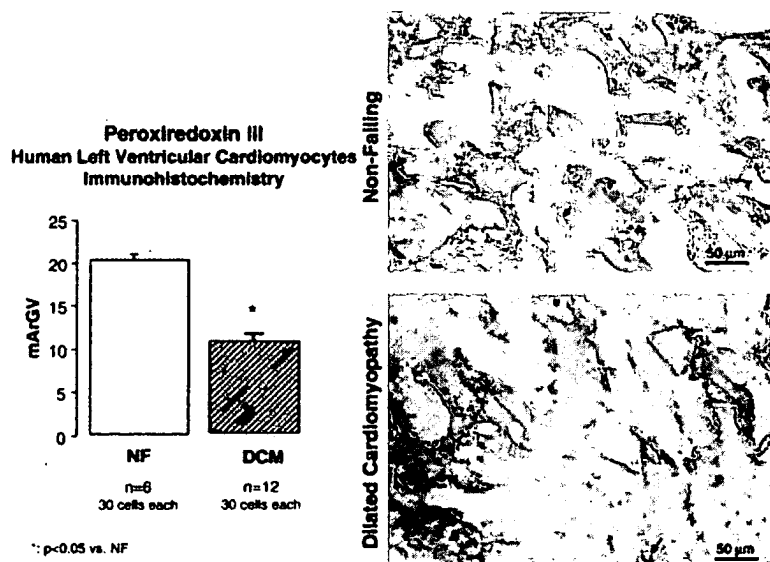 Peroxiredoxin III
Human Left Ventricular Cardiomyocytes
Immunohistochemistry
25
20
15
10
5
0
mArGV
*
NF
DCM
n=6
n=12
30 cells each
30 cells each
*: p<0.05 vs. NF
Non-Failing
50 µm
Dilated Cardiomyopathy
50 µm